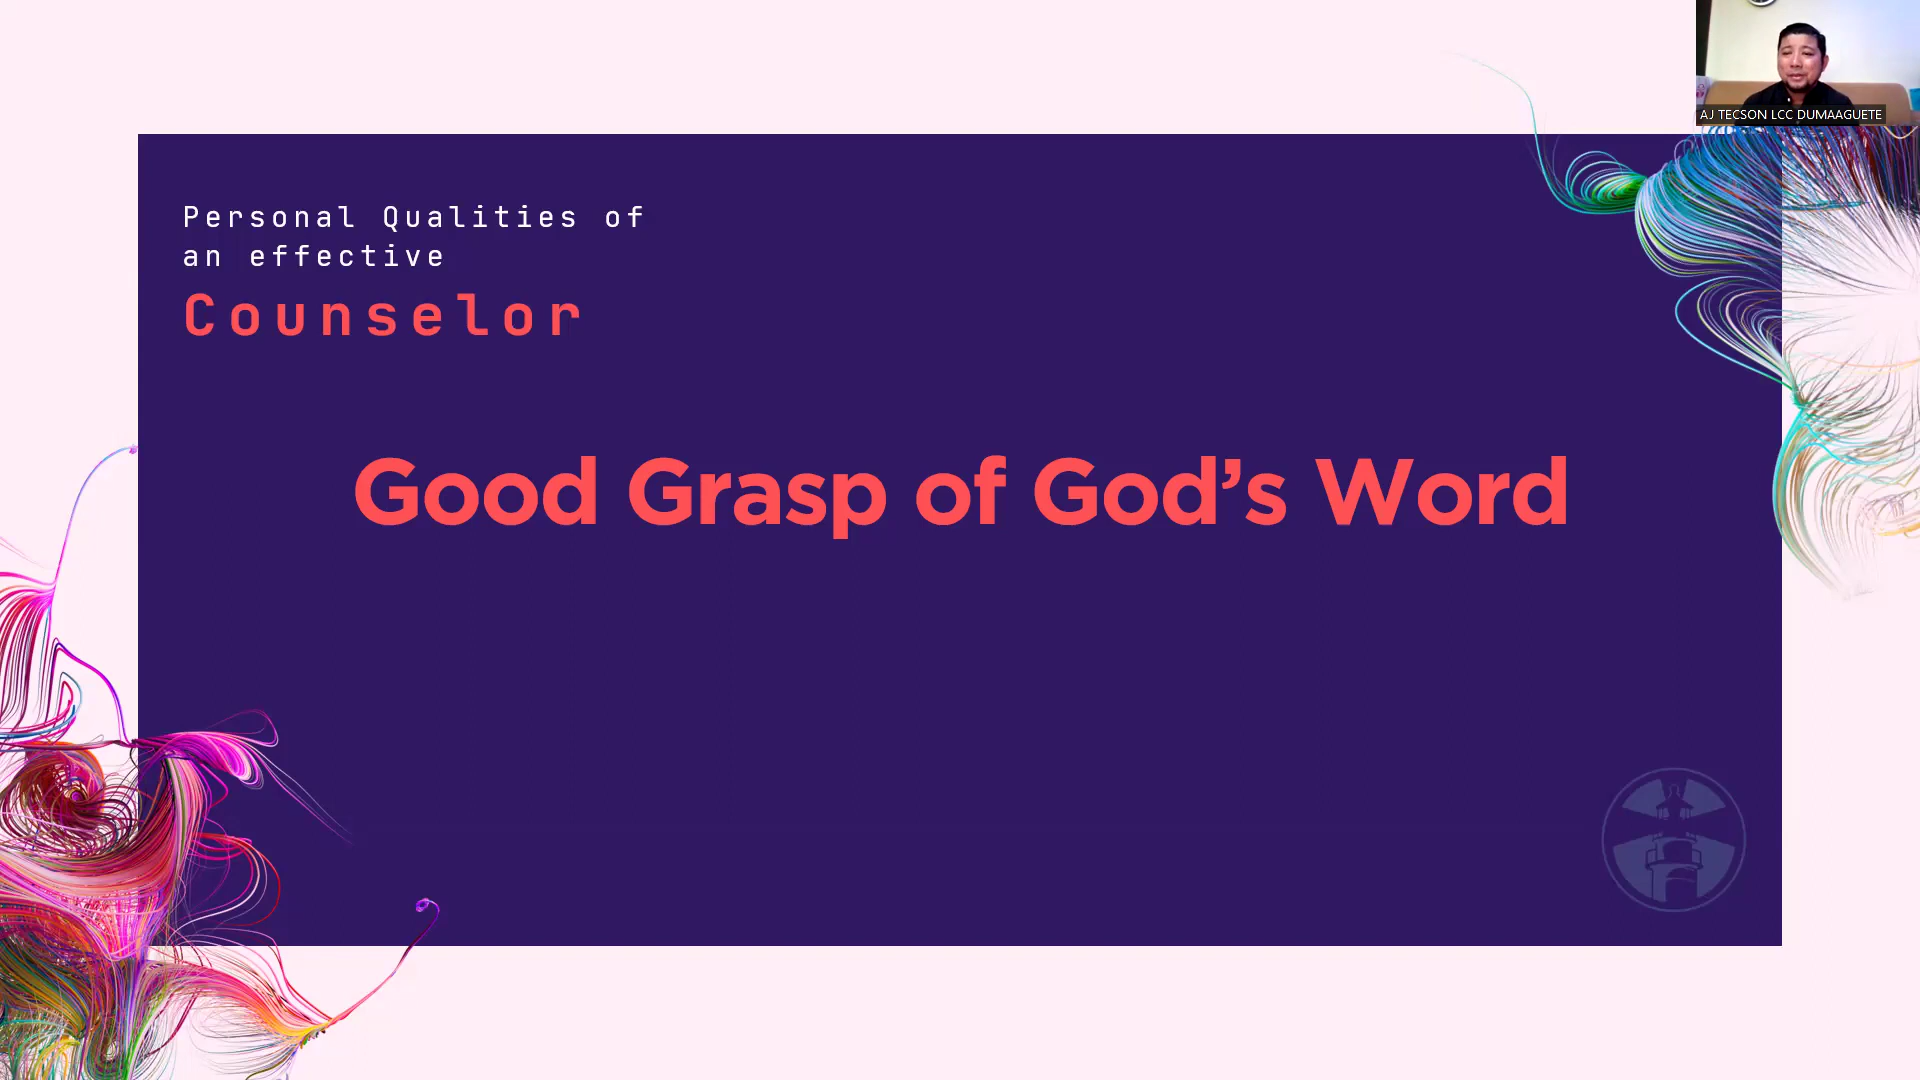 AJ TECSON LCC DUMAAGUETE
Personal Qualities of
an effective
Counselor
Good Grasp of God’s Word